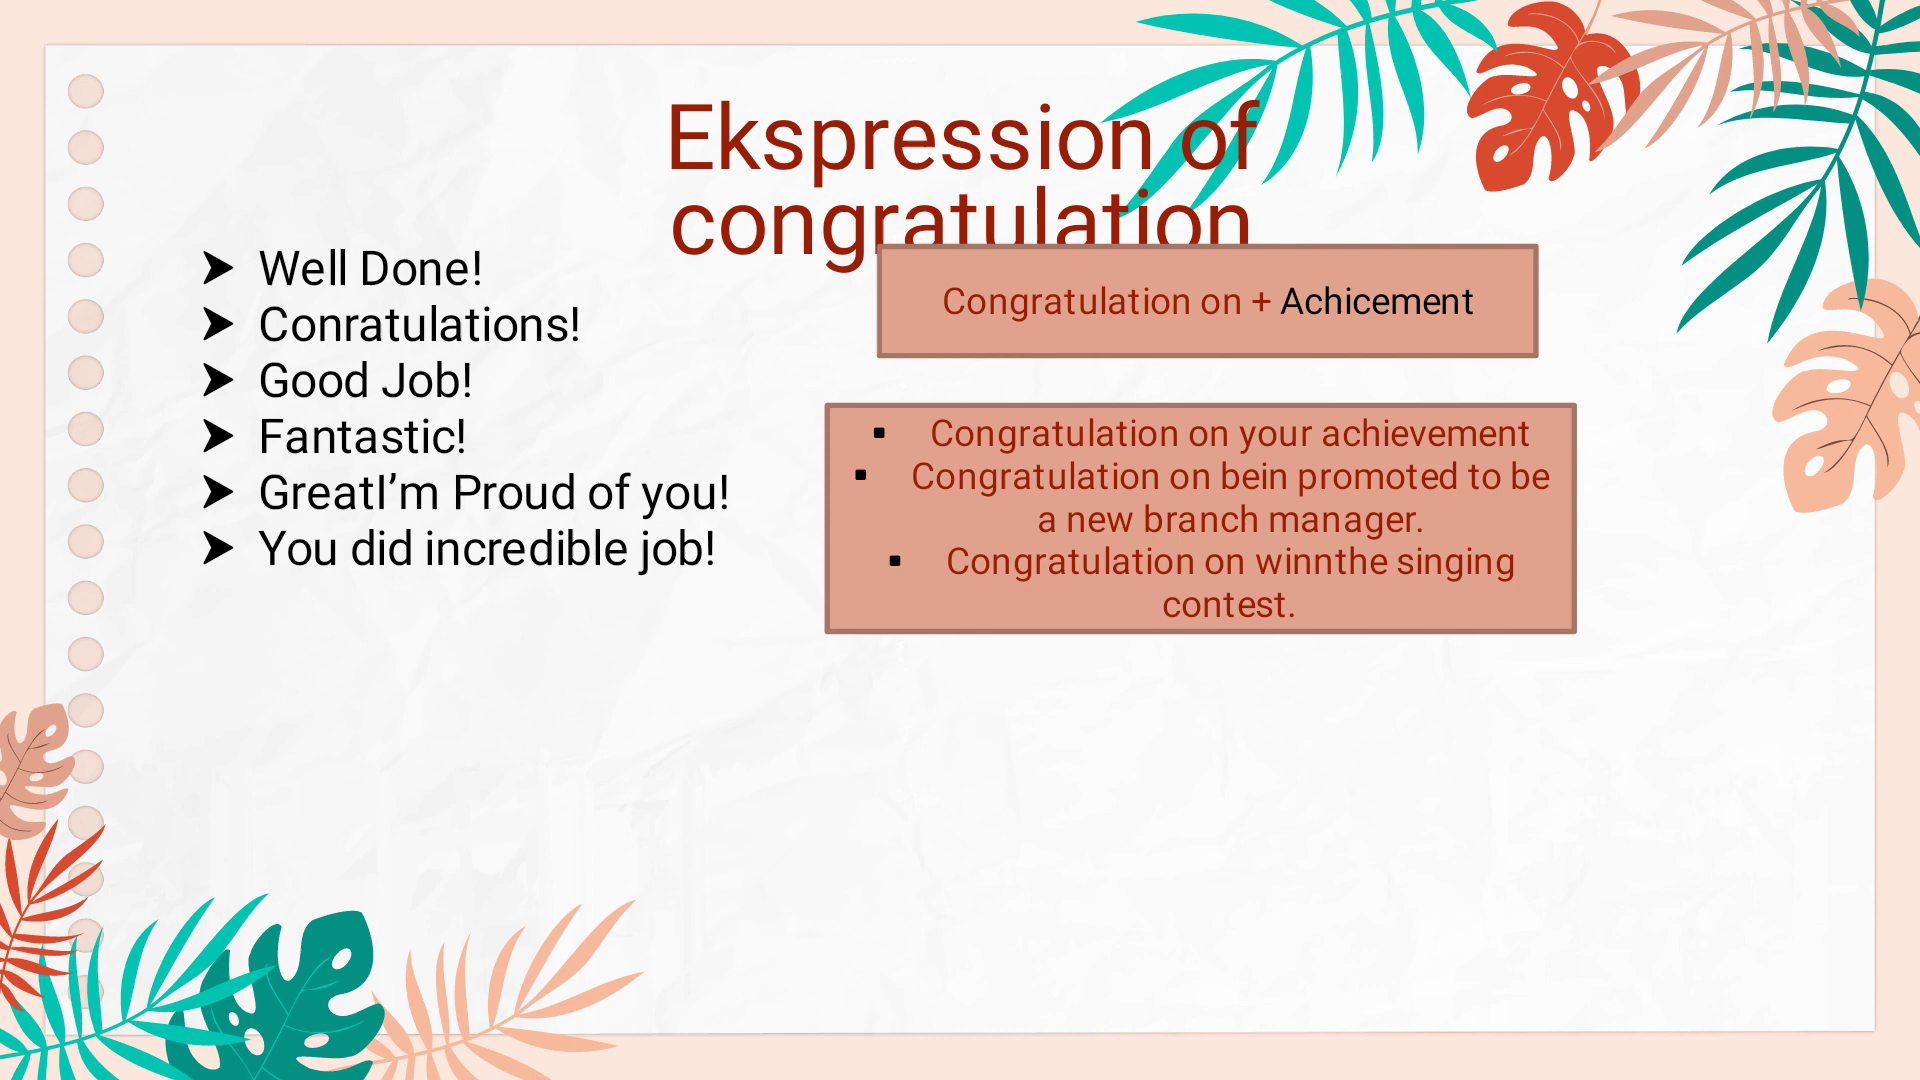 Ekspression of
congratulation
➤ Well Done!
➤ Conratulations!
➤ Good Job!
➤ Fantastic!
➤ GreatI’m Proud of you!
➤ You did incredible job!
Congratulation on + Achicement
▪ Congratulation on your achievement
▪ Congratulation on bein promoted to be
a new branch manager.
▪ Congratulation on winnthe singing
contest.